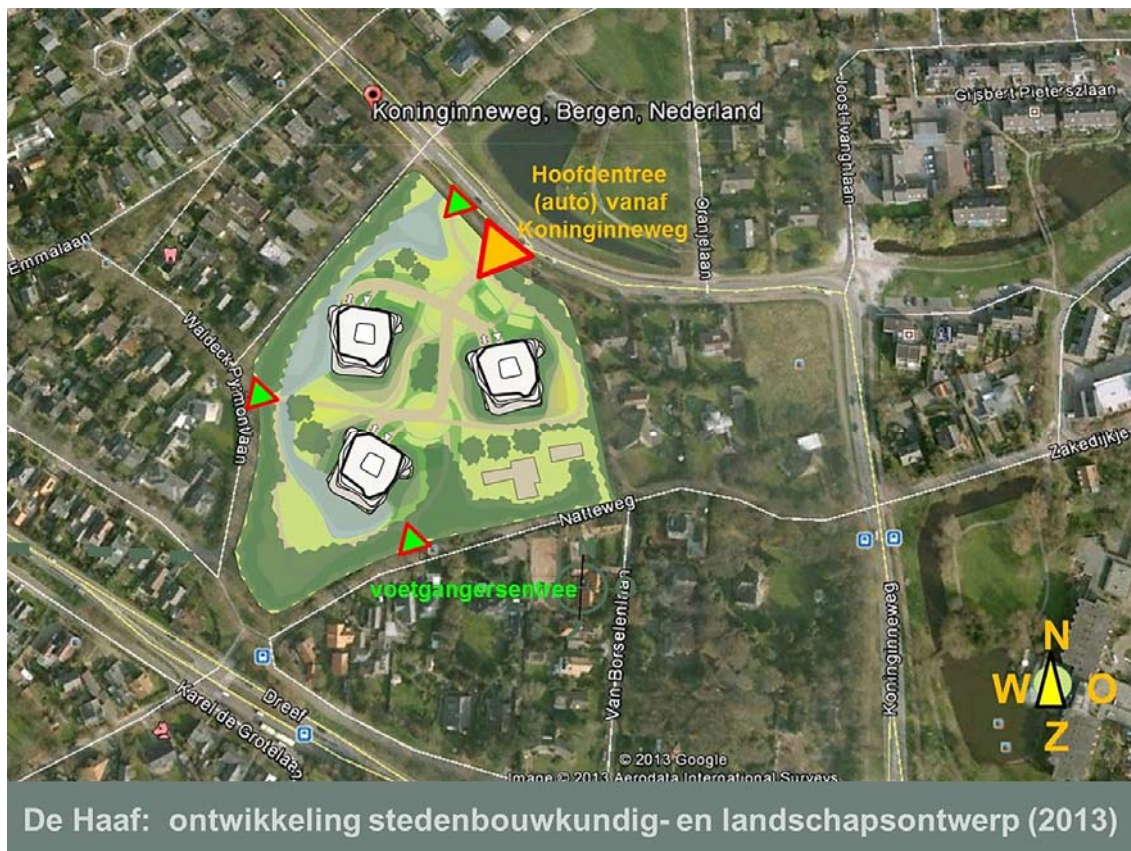 Koninginneweg, Bergen, Nederland
Gijsbert Pieterszlaan
Joost-Ivanghlaan
Hoofdentree
(auto) vanaf
Koninginneweg
Oranjelaan
Emmalaan
Waldeck-Pyrmontlaan
Zakedijkje
Natteweg
voetgangersentree
Van-Borselenlaan
Koninginneweg
N
W O
Z
Dreef
Karel de Grotelaan
© 2013 Google
Image © 2013 Aerodata International Surveys
De Haaf: ontwikkeling stedenbouwkundig- en landschapsontwerp (2013)